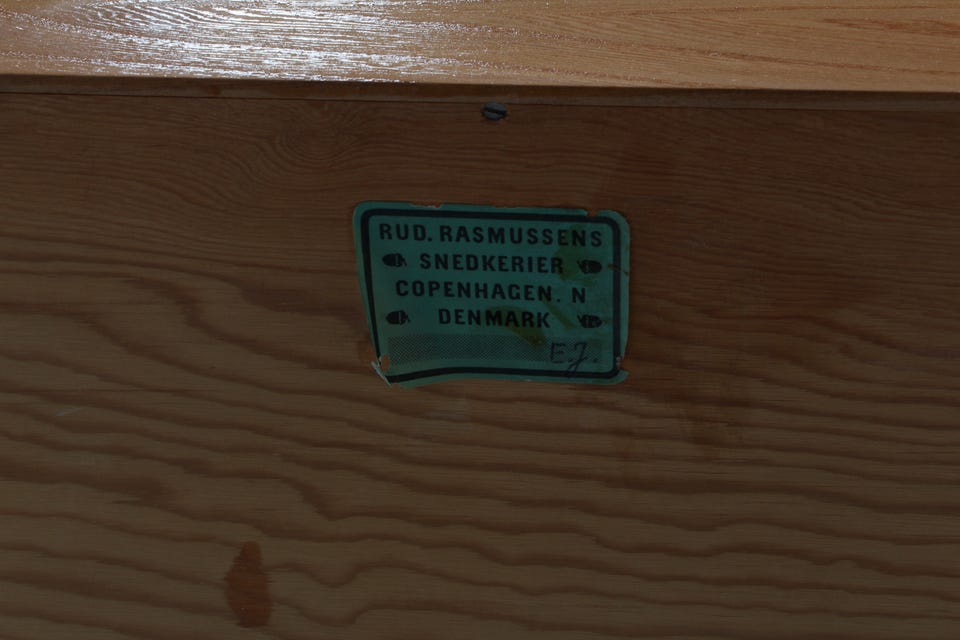 RUD. RASMUSSENS
SNEDKERIER
COPENHAGEN. N
DENMARK
E.J.